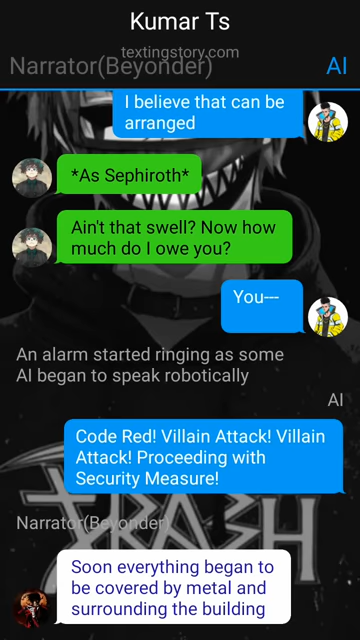 Kumar Ts
textingstory.com
Narrator(Beyonder)
AI
I believe that can be
arranged
*As Sephiroth*
Ain't that swell? Now how
much do I owe you?
You---
An alarm started ringing as some
AI began to speak robotically
AI
Code Red! Villain Attack! Villain
Attack! Proceeding with
Security Measure!
Narrator(Beyonder)
Soon everything began to
be covered by metal and
surrounding the building
TRASH